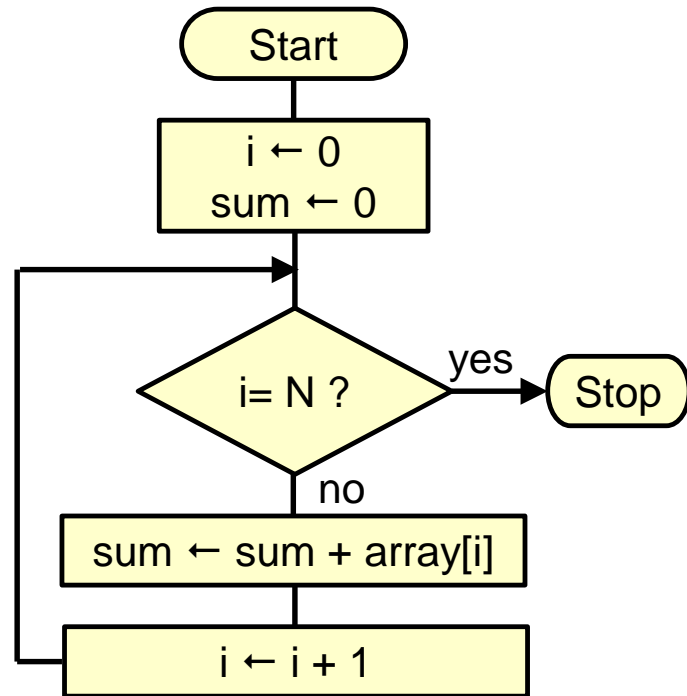 Start
i ← 0
sum ← 0
i= N ?
yes
Stop
no
sum ← sum + array[i]
i ← i + 1